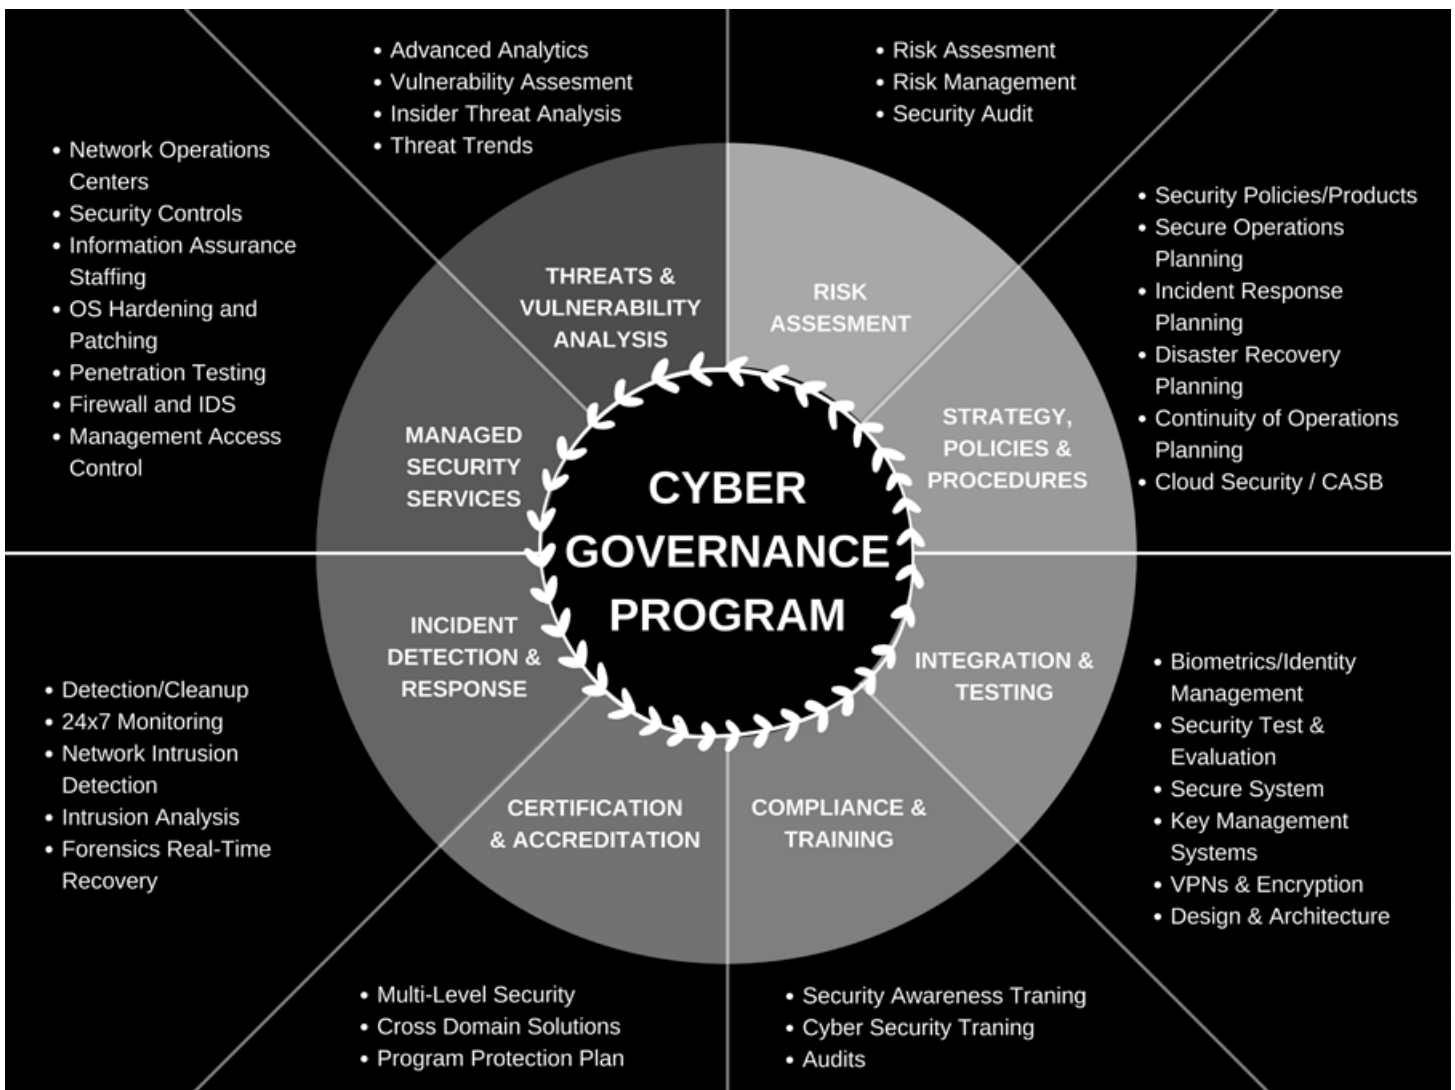 • Advanced Analytics
• Vulnerability Assesment
• Insider Threat Analysis
• Threat Trends
• Risk Assesment
• Risk Management
• Security Audit
• Network Operations
Centers
• Security Controls
• Information Assurance
Staffing
• OS Hardening and
Patching
• Penetration Testing
• Firewall and IDS
• Management Access
Control
• Security Policies/Products
• Secure Operations
Planning
• Incident Response
Planning
• Disaster Recovery
Planning
• Continuity of Operations
Planning
• Cloud Security / CASB
THREATS &
VULNERABILITY
ANALYSIS
RISK
ASSESMENT
MANAGED
SECURITY
SERVICES
STRATEGY,
POLICIES &
PROCEDURES
CYBER
GOVERNANCE
PROGRAM
INCIDENT
DETECTION &
RESPONSE
INTEGRATION &
TESTING
CERTIFICATION
& ACCREDITATION
COMPLIANCE &
TRAINING
• Detection/Cleanup
• 24x7 Monitoring
• Network Intrusion
Detection
• Intrusion Analysis
• Forensics Real-Time
Recovery
• Biometrics/Identity
Management
• Security Test &
Evaluation
• Secure System
• Key Management
Systems
• VPNs & Encryption
• Design & Architecture
• Multi-Level Security
• Cross Domain Solutions
• Program Protection Plan
• Security Awareness Traning
• Cyber Security Traning
• Audits